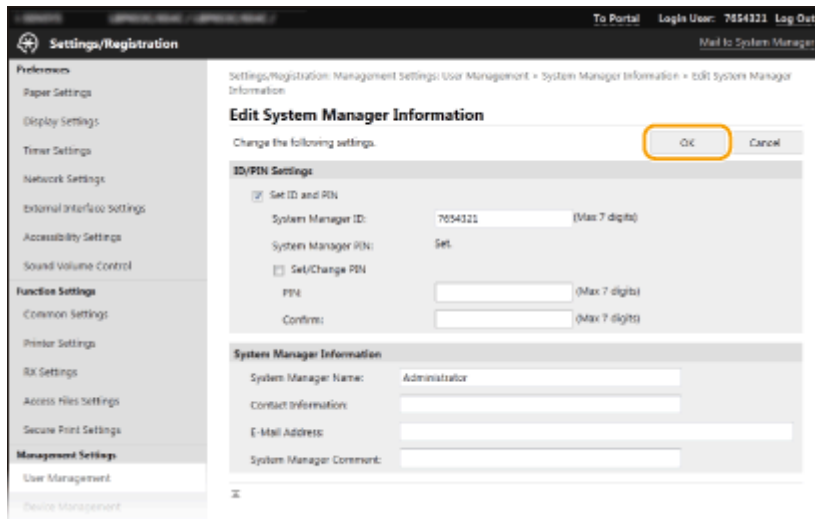 To Portal Login User: 7654321 Log Out
Settings/Registration
Mail to System Manager
Preferences
Paper Settings
Display Settings
Timer Settings
Network Settings
External Interface Settings
Accessibility Settings
Sound Volume Control
Function Settings
Common Settings
Printer Settings
RX Settings
Access Files Settings
Secure Print Settings
Management Settings
User Management
Device Management
Settings/Registration: Management Settings: User Management > System Manager Information > Edit System Manager
Information
Edit System Manager Information
Change the following settings.
OK Cancel
ID/PIN Settings
Set ID and PIN
System Manager ID: 7654321 (Max 7 digits)
System Manager PIN: Set.
Set/Change PIN
PIN: (Max 7 digits)
Confirm: (Max 7 digits)
System Manager Information
System Manager Name: Administrator
Contact Information:
E-Mail Address:
System Manager Comment: